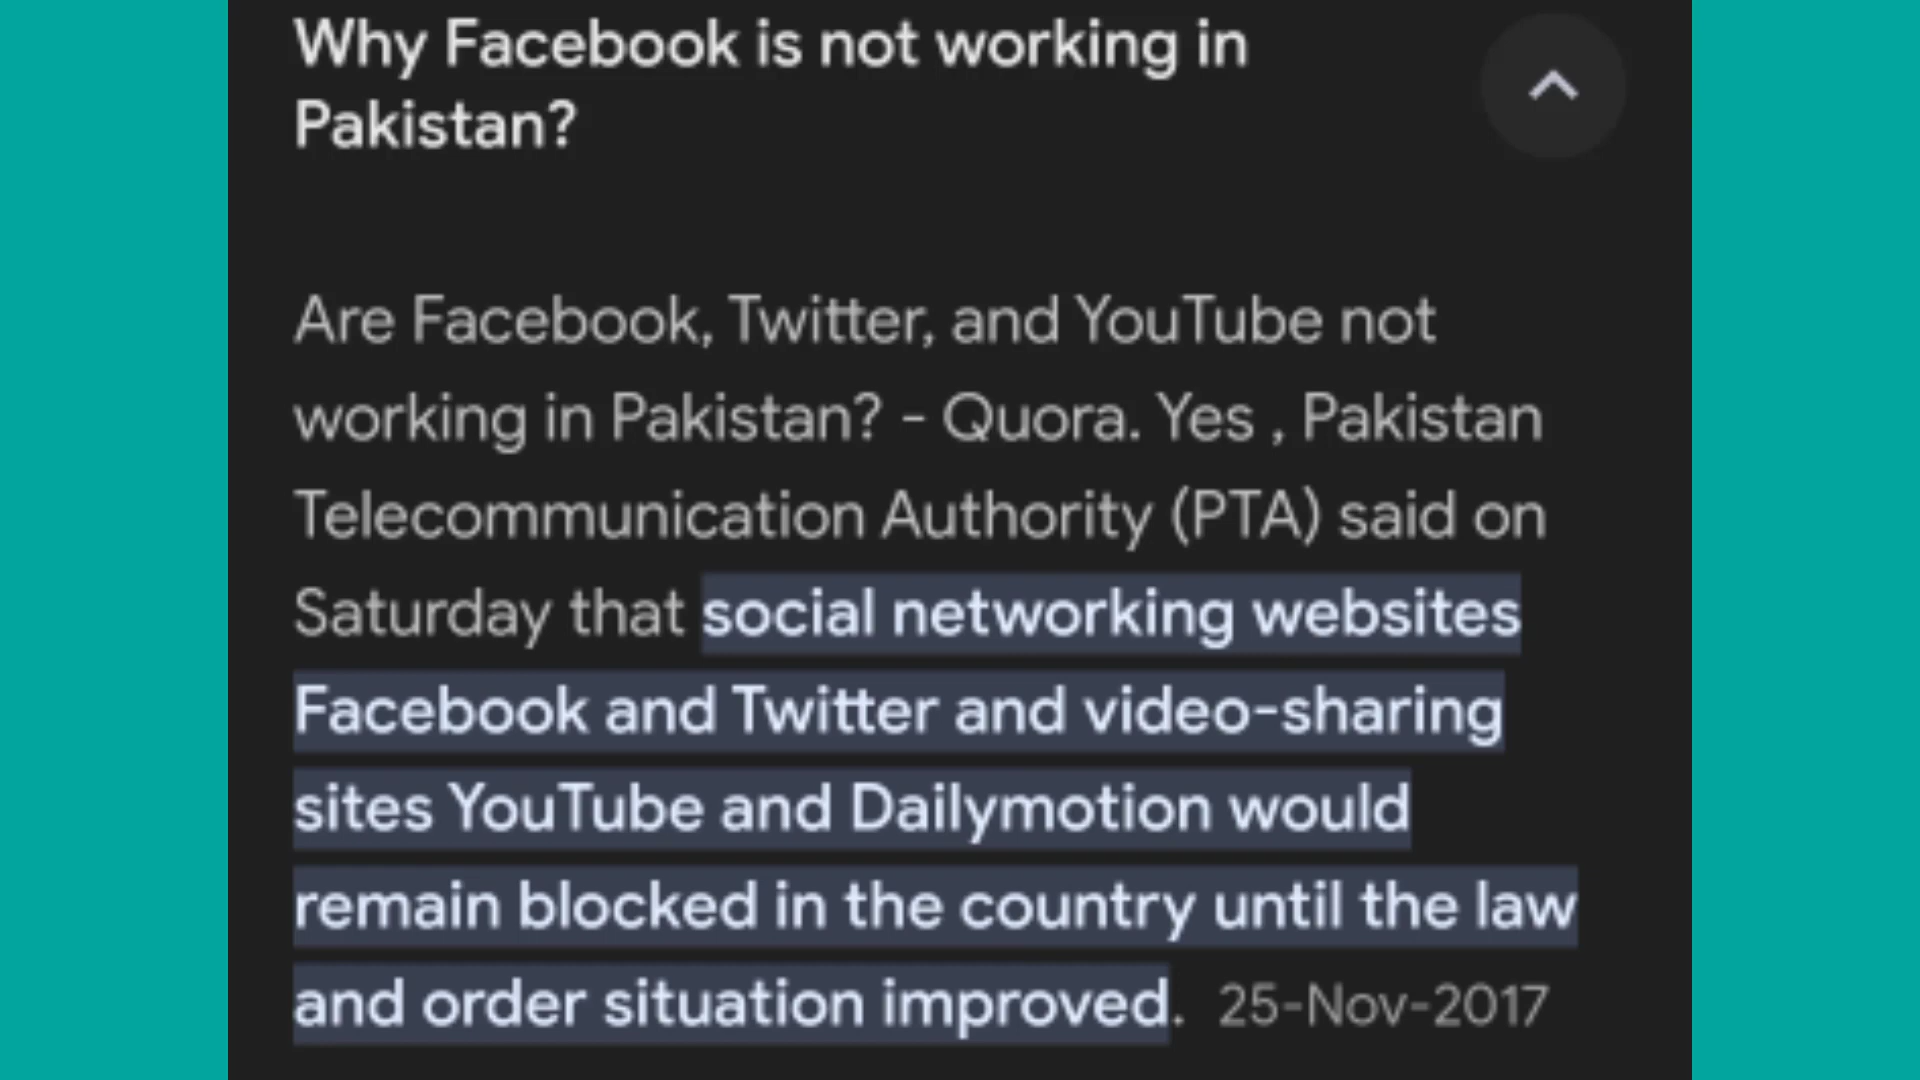 Why Facebook is not working in
Pakistan?
Are Facebook, Twitter, and YouTube not
working in Pakistan? - Quora. Yes , Pakistan
Telecommunication Authority (PTA) said on
Saturday that social networking websites
Facebook and Twitter and video-sharing
sites YouTube and Dailymotion would
remain blocked in the country until the law
and order situation improved. 25-Nov-2017